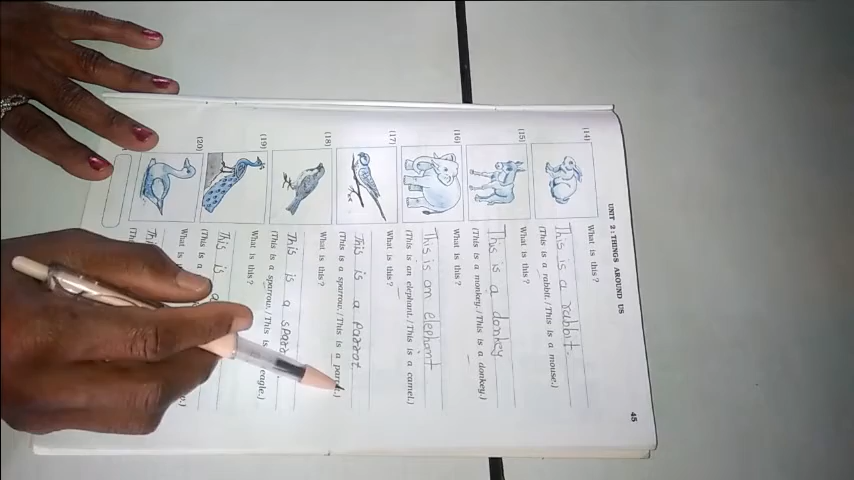 UNIT 2 : THINGS AROUND US
45
(14)
What is this?
This is a rabbit.
(This is a rabbit./This is a mouse.)
(15)
What is this?
This is a donkey
(This is a monkey./This is a donkey.)
(16)
What is this?
This is an elephant
(This is an elephant./This is a camel.)
(17)
What is this?
This is a Parrot
(This is a sparrow./This is a
(18)
What is this?
This is a
(This is a sparrow./This is
eagle.)
(19)
What is
This is
(This is a
(20)
What is